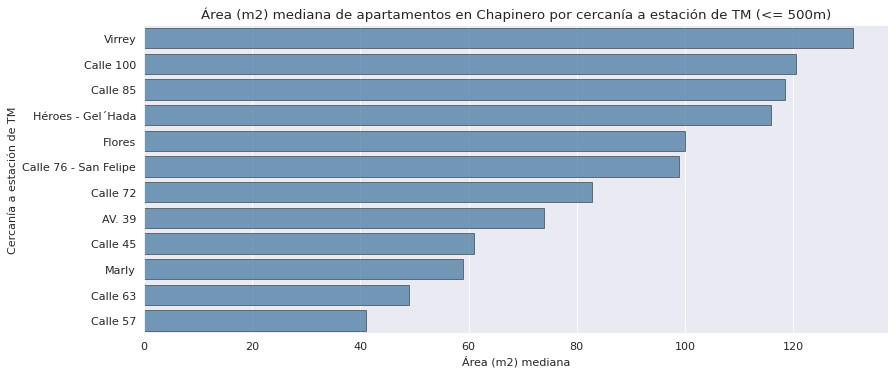 Área (m2) mediana de apartamentos en Chapinero por cercanía a estación de TM (<= 500m)
Cercanía a estación de TM
Virrey
Calle 100
Calle 85
Héroes - Gel´Hada
Flores
Calle 76 - San Felipe
Calle 72
AV. 39
Calle 45
Marly
Calle 63
Calle 57
0 20 40 60 80 100 120
Área (m2) mediana